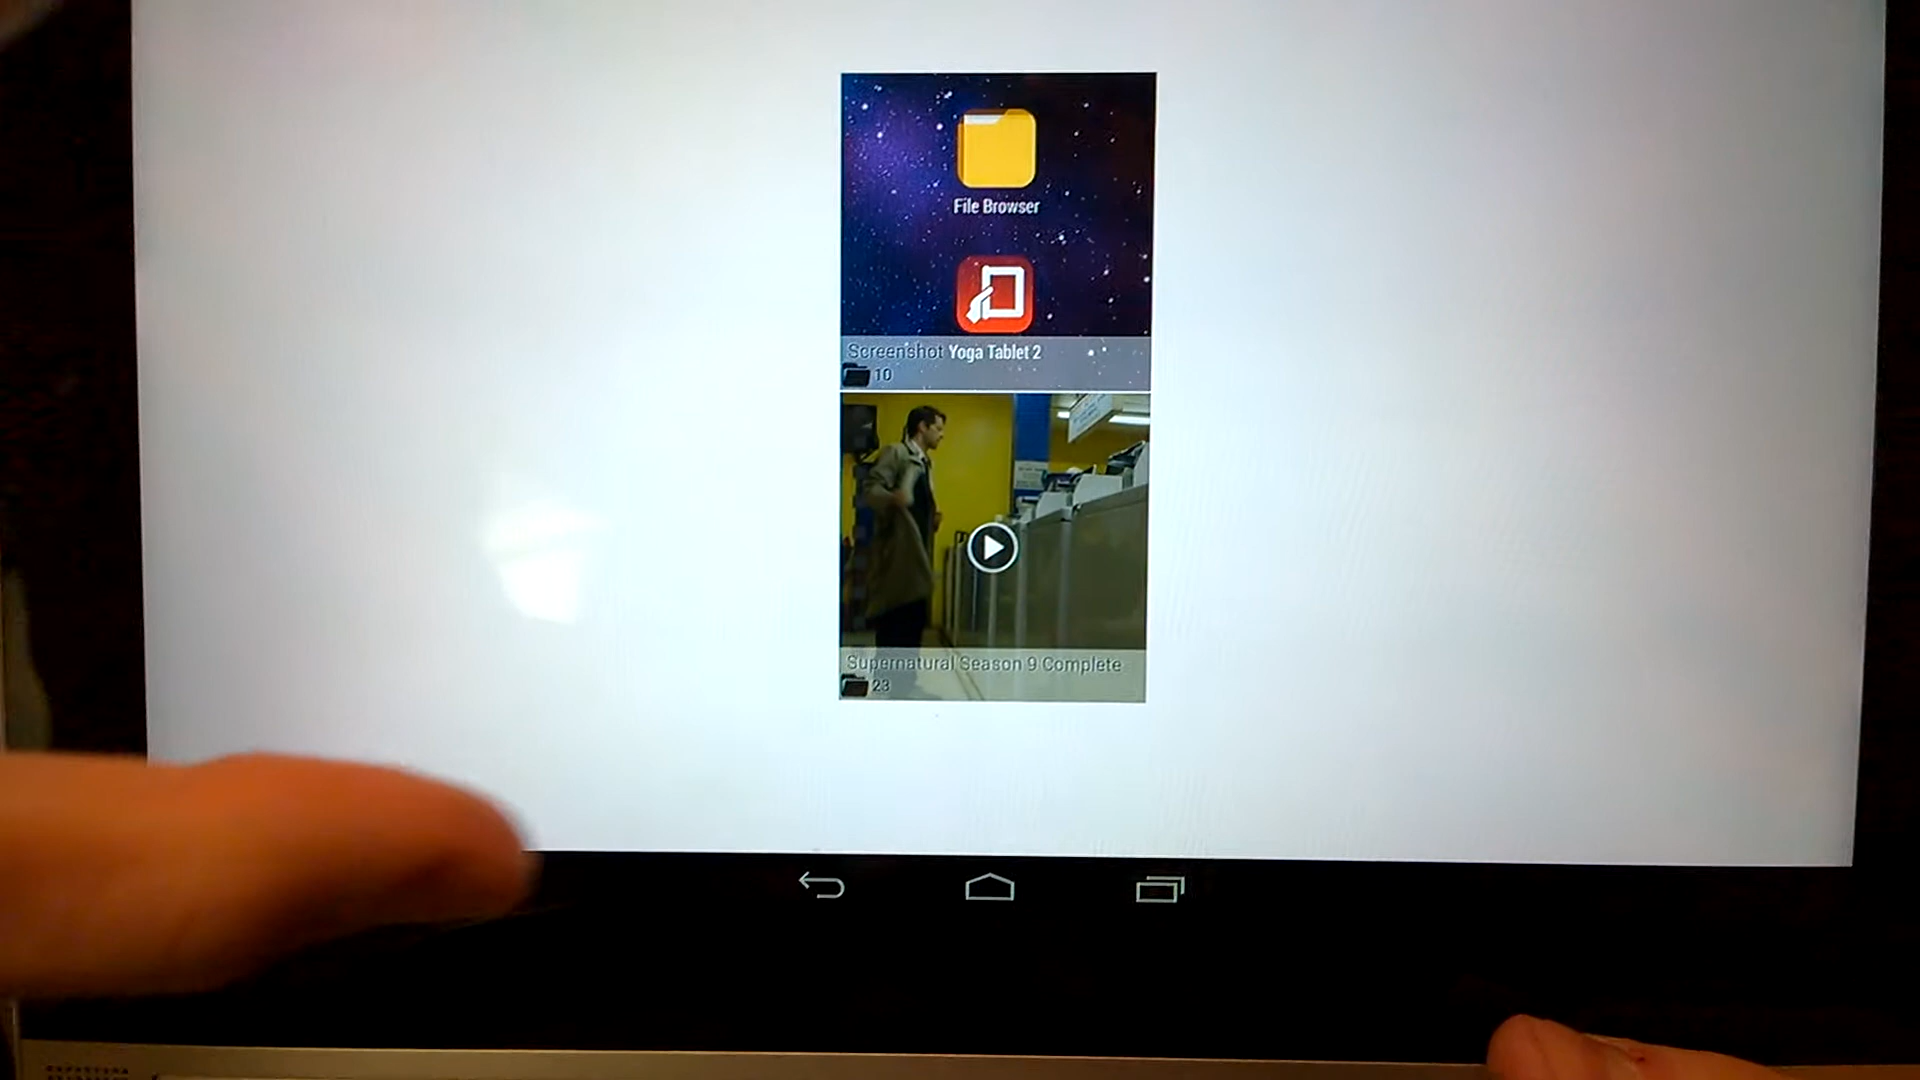 File Browser
Screenshot Yoga Tablet 2
10
Supernatural Season 9 Complete
23